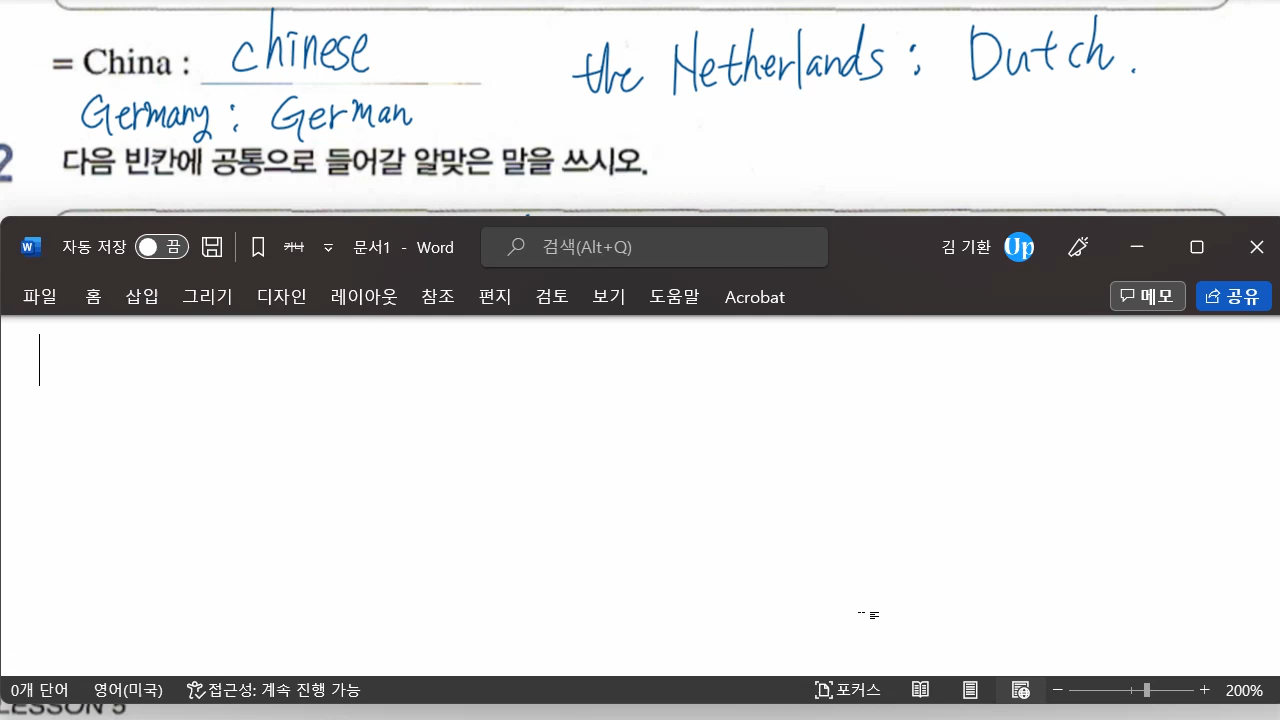 = China : chinese the Netherlands : Dutch.
Germany : German
2 다음 빈칸에 공통으로 들어갈 알맞은 말을 쓰시오.
자동 저장 끔 가나 문서1 - Word 검색(Alt+Q) 김 기환 Up
파일 홈 삽입 그리기 디자인 레이아웃 참조 편지 검토 보기 도움말 Acrobat 메모 공유
0개 단어 영어(미국) 접근성: 계속 진행 가능 포커스 200%
LESSON 5